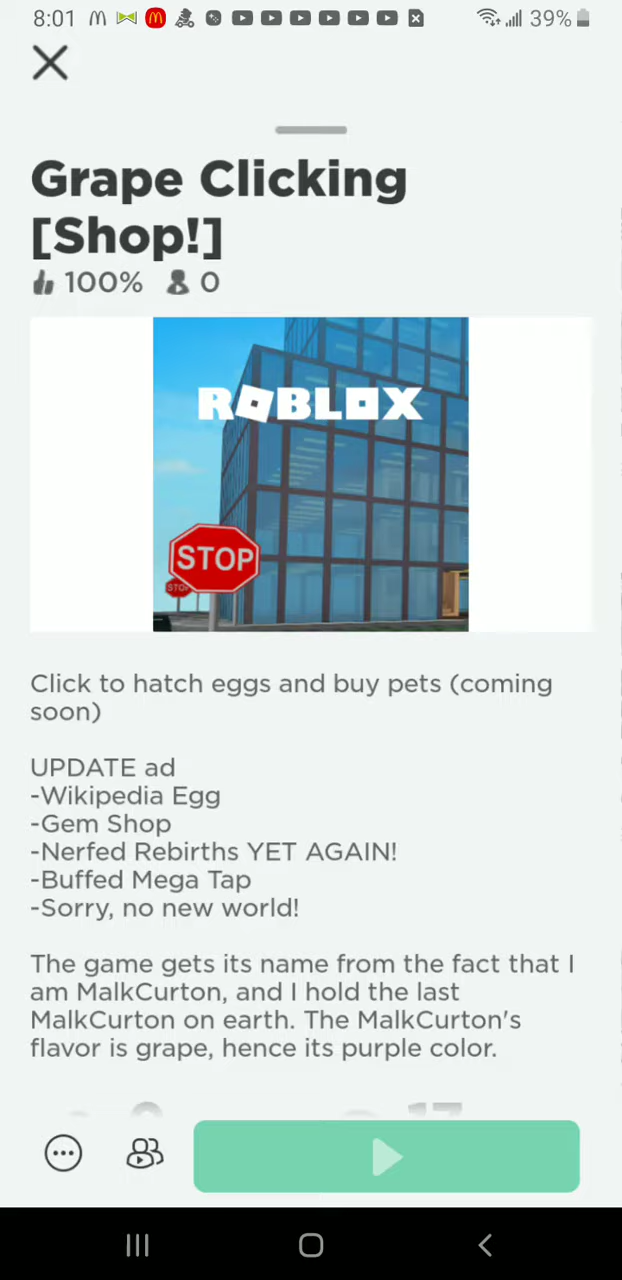 8:01
39%
Grape Clicking
[Shop!]
100% 0
ROBLOX
STOP
STOP
Click to hatch eggs and buy pets (coming
soon)
UPDATE ad
-Wikipedia Egg
-Gem Shop
-Nerfed Rebirths YET AGAIN!
-Buffed Mega Tap
-Sorry, no new world!
The game gets its name from the fact that I
am MalkCurton, and I hold the last
MalkCurton on earth. The MalkCurton's
flavor is grape, hence its purple color.